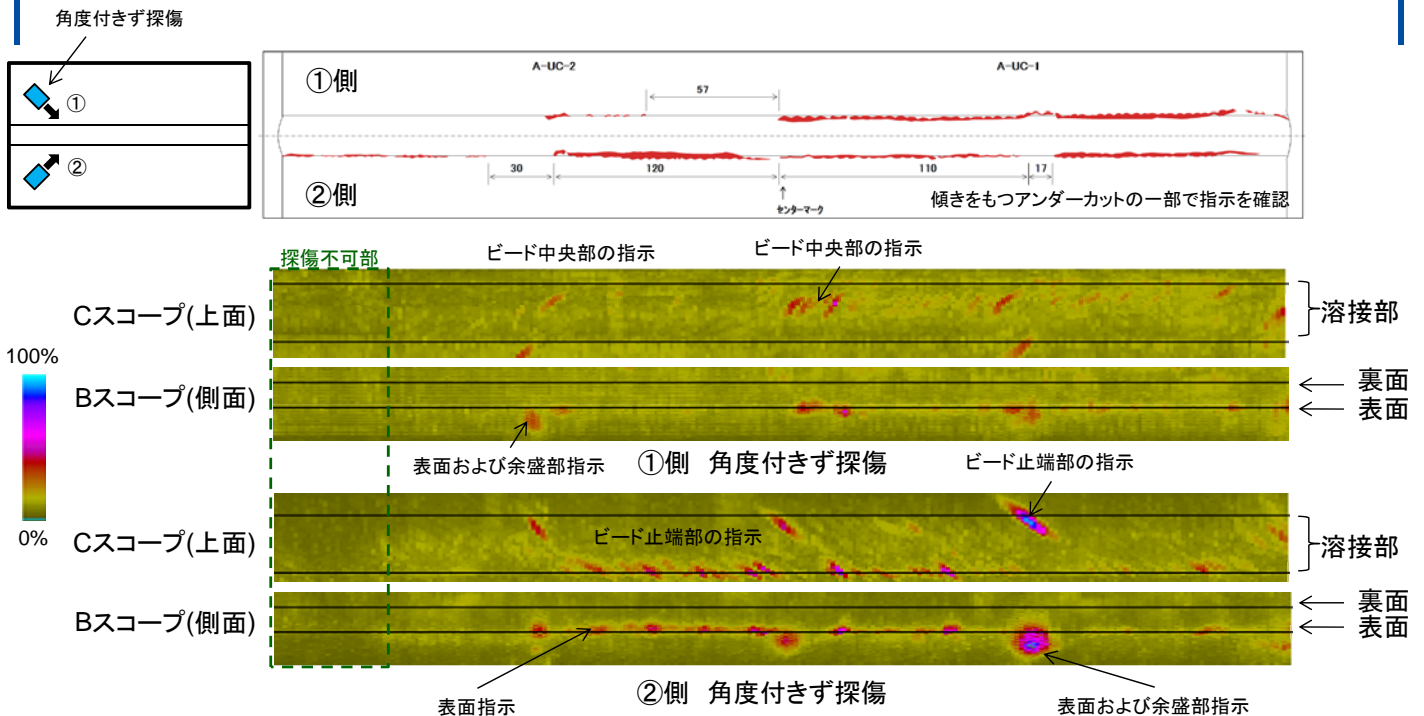 角度付きず探傷
①
②
①側
A-UC-2
A-UC-1
57
30
120
110
17
②側
センターマーク
傾きをもつアンダーカットの一部で指示を確認
探傷不可部
ビード中央部の指示
ビード中央部の指示
Cスコープ(上面)
溶接部
100%
0%
Bスコープ(側面)
裏面
表面
表面および余盛部指示
①側 角度付きず探傷
ビード止端部の指示
Cスコープ(上面)
ビード止端部の指示
溶接部
Bスコープ(側面)
裏面
表面
表面指示
②側 角度付きず探傷
表面および余盛部指示